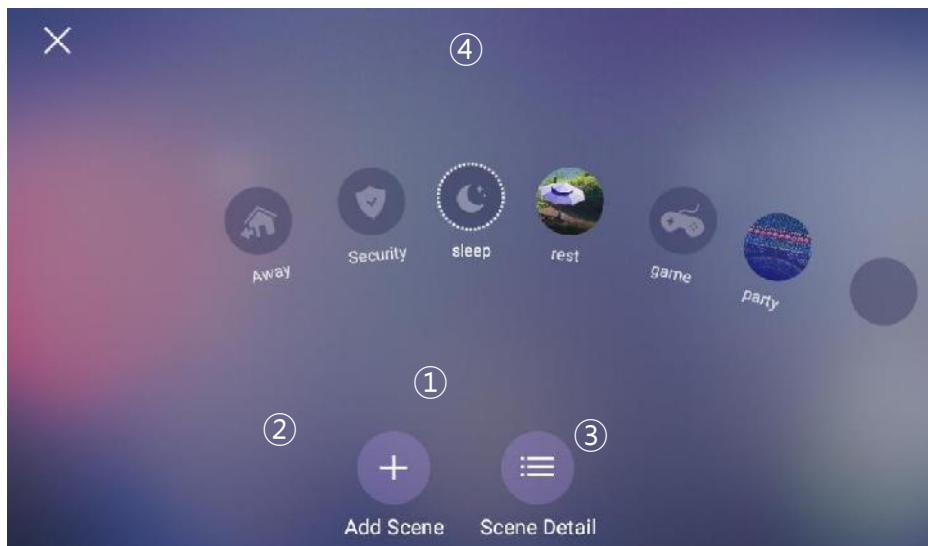 ④
Away
Security
sleep
rest
game
party
①
②
③
Add Scene
Scene Detail